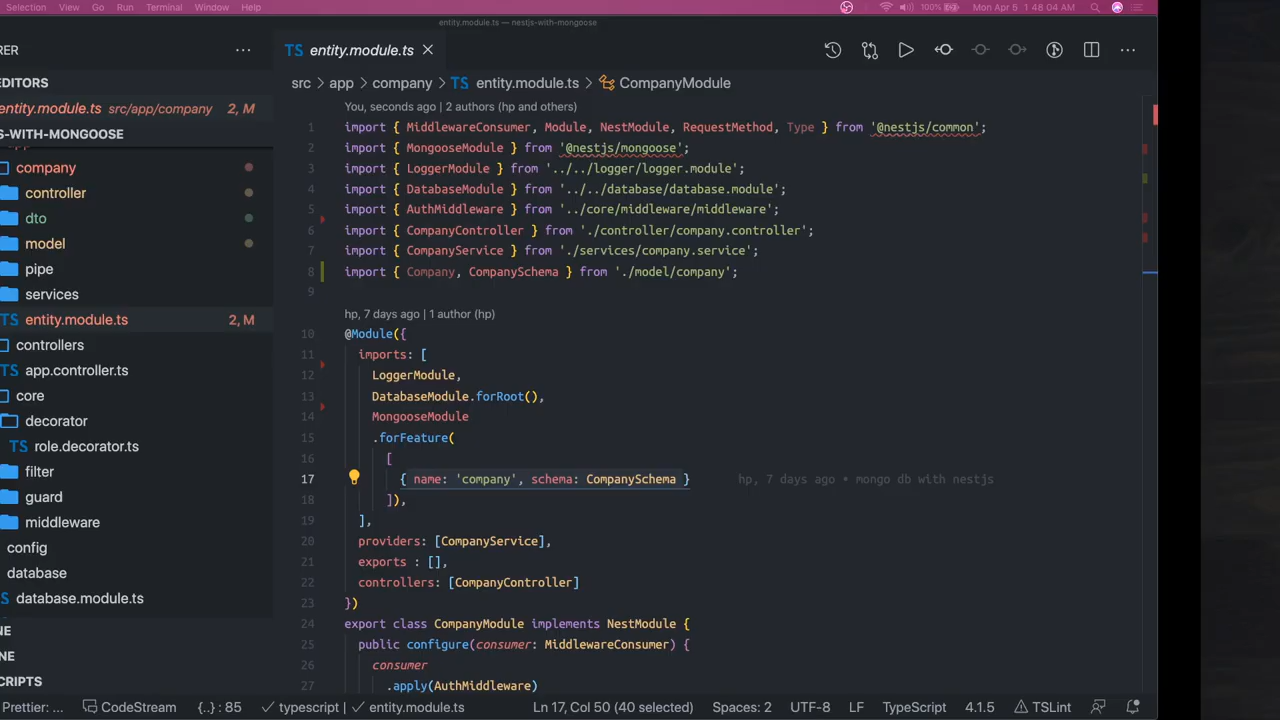 Selection View Go Run Terminal Window Help 100% Mon Apr 5 1:48:04 AM
entity.module.ts — nestjs-with-mongoose
RER
TS entity.module.ts
EDITORS
entity.module.ts src/app/company 2, M
S-WITH-MONGOOSE
company
controller
dto
model
pipe
services
TS entity.module.ts 2, M
controllers
TS app.controller.ts
core
decorator
TS role.decorator.ts
filter
guard
middleware
config
database
S database.module.ts
NE
NE
CRIPTS
src > app > company > TS entity.module.ts > CompanyModule
You, seconds ago | 2 authors (hp and others)
1 import { MiddlewareConsumer, Module, NestModule, RequestMethod, Type } from '@nestjs/common';
2 import { MongooseModule } from '@nestjs/mongoose';
3 import { LoggerModule } from '../../logger/logger.module';
4 import { DatabaseModule } from '../../database/database.module';
5 import { AuthMiddleware } from '../core/middleware/middleware';
6 import { CompanyController } from './controller/company.controller';
7 import { CompanyService } from './services/company.service';
8 import { Company, CompanySchema } from './model/company';
9
hp, 7 days ago | 1 author (hp)
10 @Module({
11 imports: [
12 LoggerModule,
13 DatabaseModule.forRoot(),
14 MongooseModule
15 .forFeature(
16 [
17 { name: 'company', schema: CompanySchema } hp, 7 days ago • mongo db with nestjs
18 ]),
19 ],
20 providers: [CompanyService],
21 exports : [],
22 controllers: [CompanyController]
23 })
24 export class CompanyModule implements NestModule {
25 public configure(consumer: MiddlewareConsumer) {
26 consumer
27 .apply(AuthMiddleware)
Prettier: ... CodeStream {..} : 85 typescript | entity.module.ts Ln 17, Col 50 (40 selected) Spaces: 2 UTF-8 LF TypeScript 4.1.5 TSLint